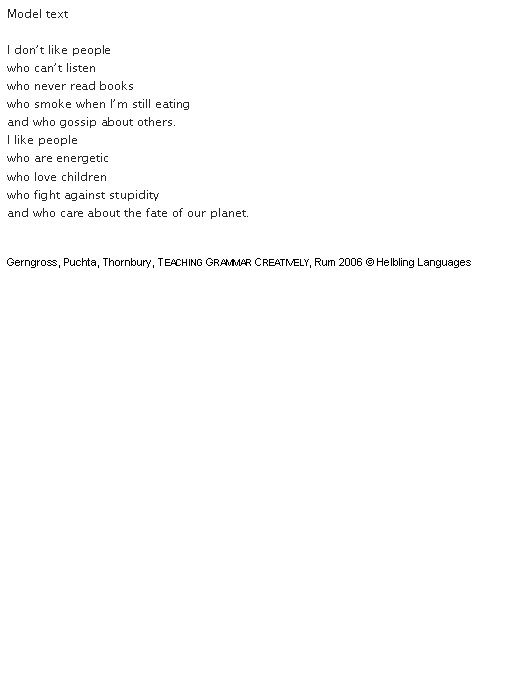 Model text
I don't like people
who can't listen
who never read books
who smoke when I'm still eating
and who gossip about others.
I like people
who are energetic
who love children
who fight against stupidity
and who care about the fate of our planet.
Gerngross, Puchta, Thornbury, TEACHING GRAMMAR CREATIVELY, Rum 2006 © Helbling Languages